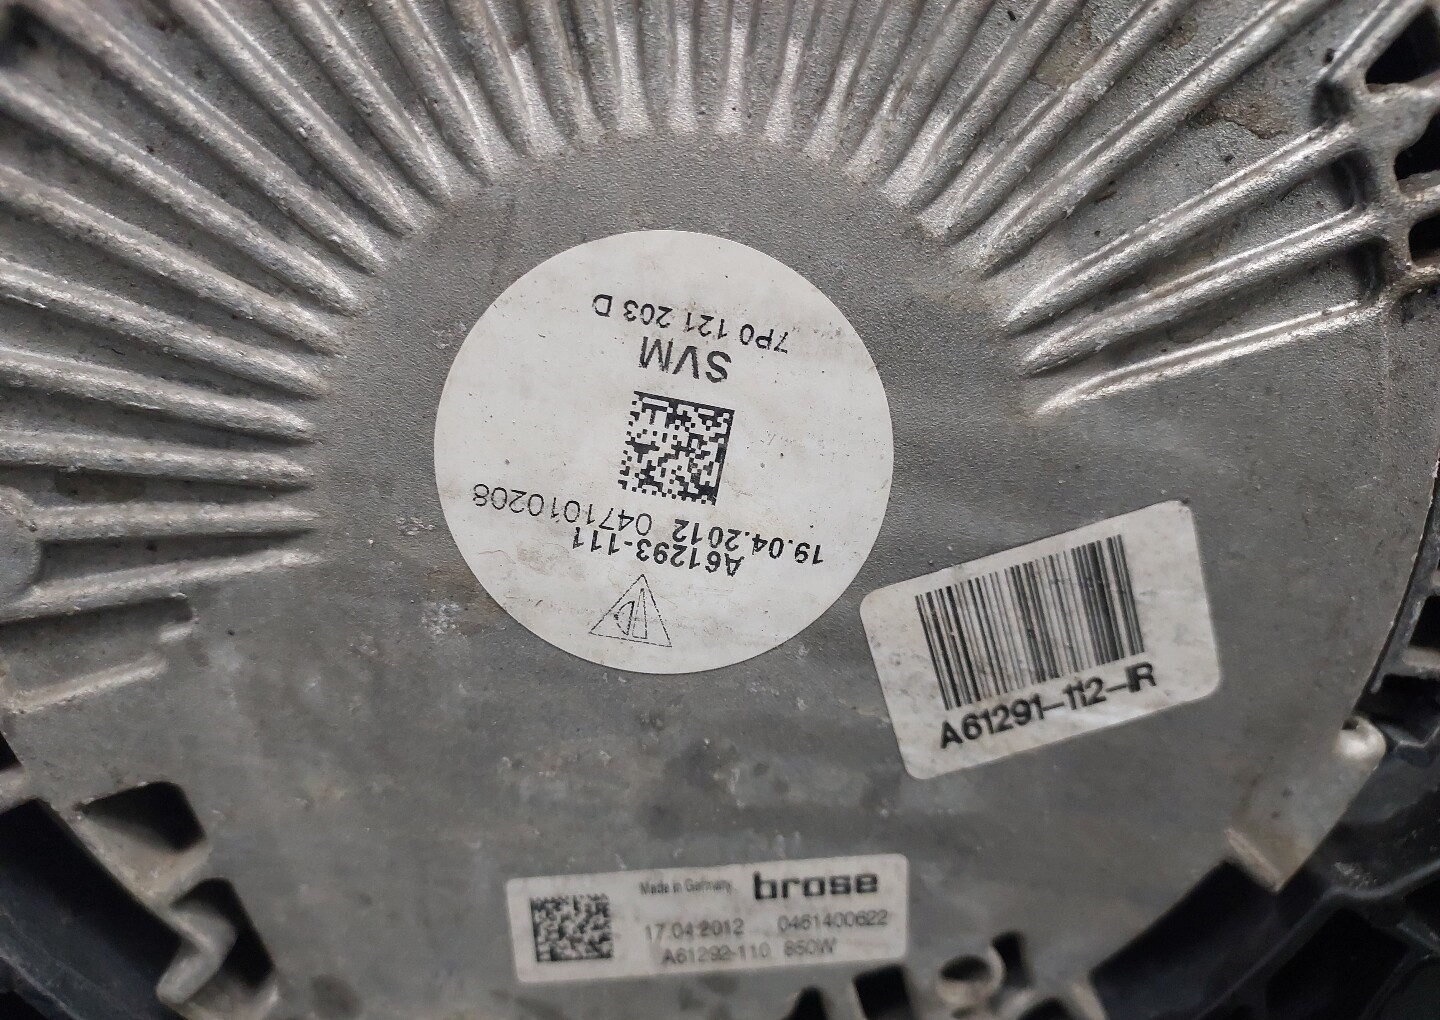 7P0 121 203 D
SVM
19.04.2012 0471010208
A61293-111
A61291-112-IR
Made in Germany brose
17.04.2012 0461400622
A61292-110 850W